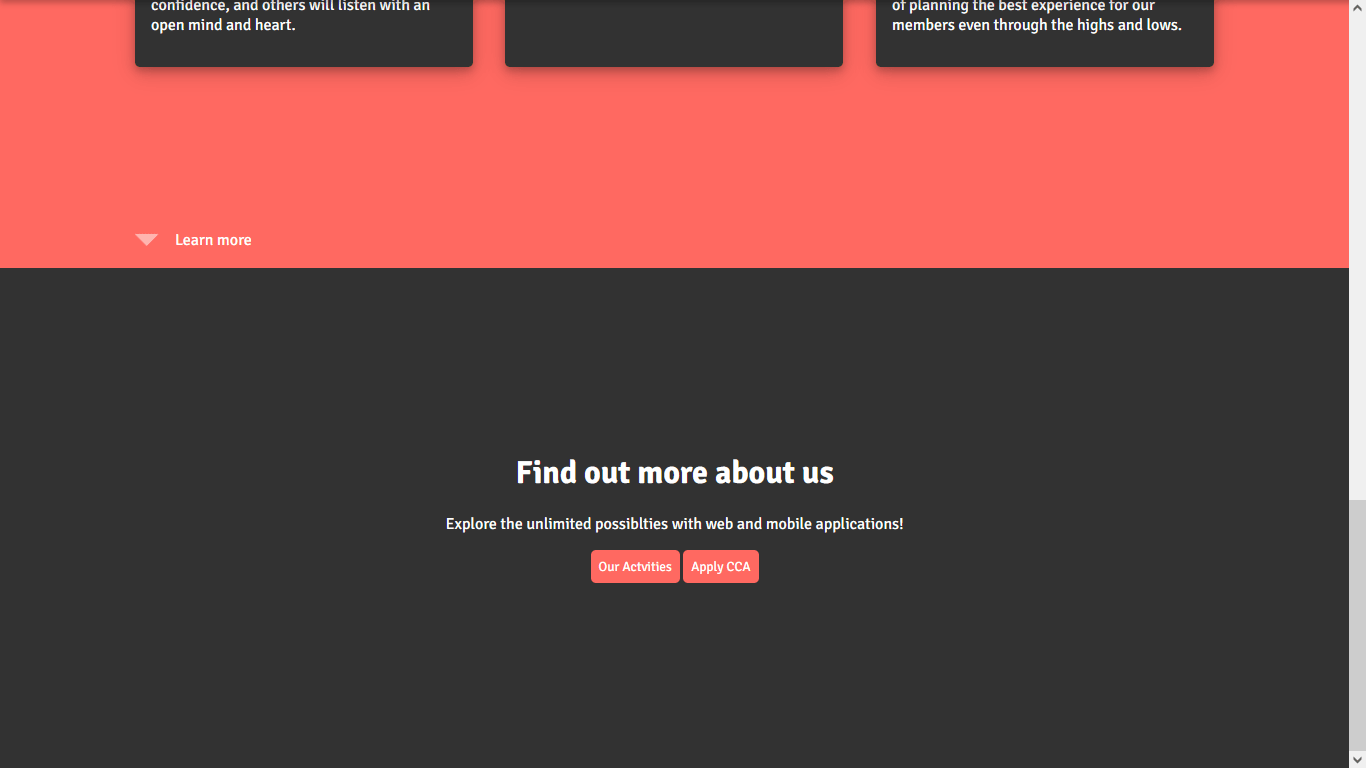 confidence, and others will listen with an
open mind and heart.
of planning the best experience for our
members even through the highs and lows.
Learn more
Find out more about us
Explore the unlimited possiblties with web and mobile applications!
Our Actvities
Apply CCA